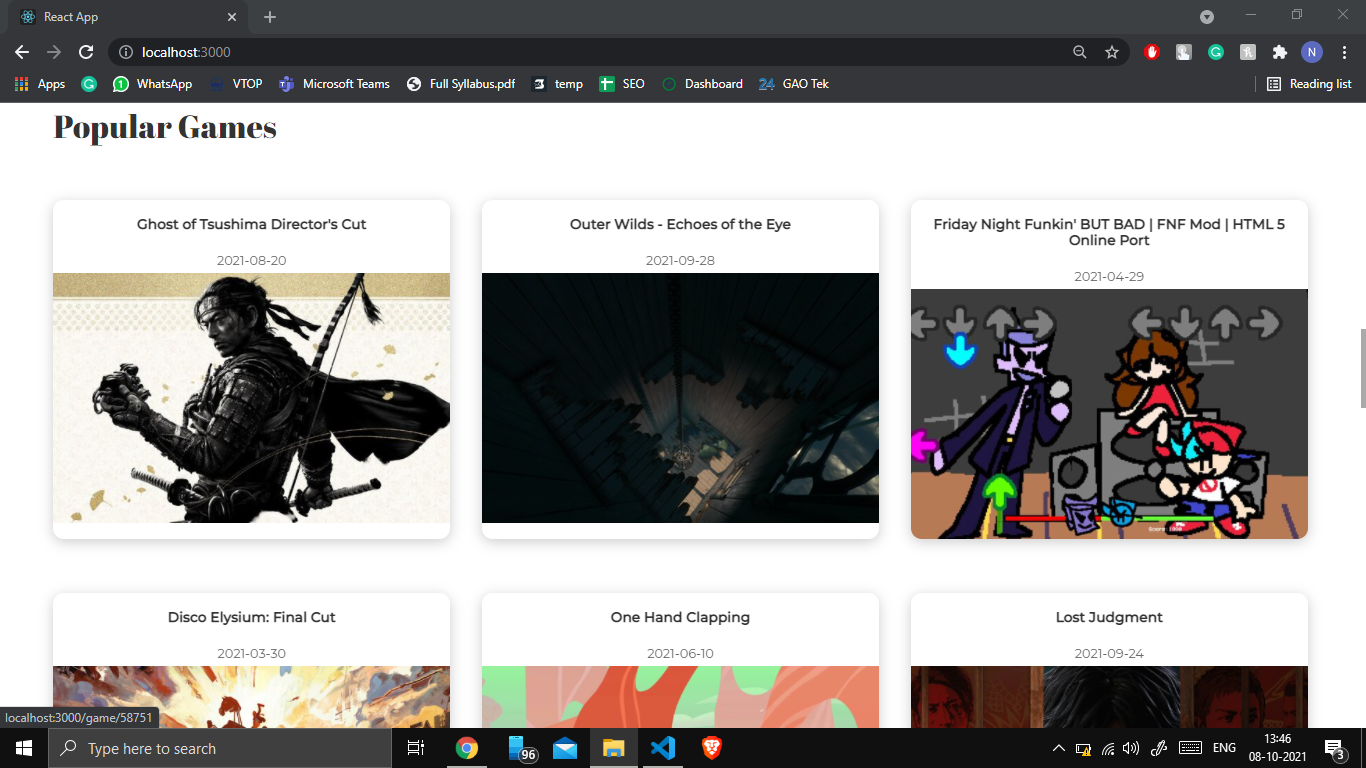 React App
localhost:3000
N
Apps
WhatsApp
VTOP
Microsoft Teams
Full Syllabus.pdf
temp
SEO
Dashboard
24
GAO Tek
Reading list
Popular Games
Ghost of Tsushima Director's Cut
2021-08-20
Outer Wilds - Echoes of the Eye
2021-09-28
Friday Night Funkin' BUT BAD | FNF Mod | HTML 5
Online Port
2021-04-29
Disco Elysium: Final Cut
2021-03-30
One Hand Clapping
2021-06-10
Lost Judgment
2021-09-24
localhost:3000/game/58751
Type here to search
96
ENG
13:46
08-10-2021
3